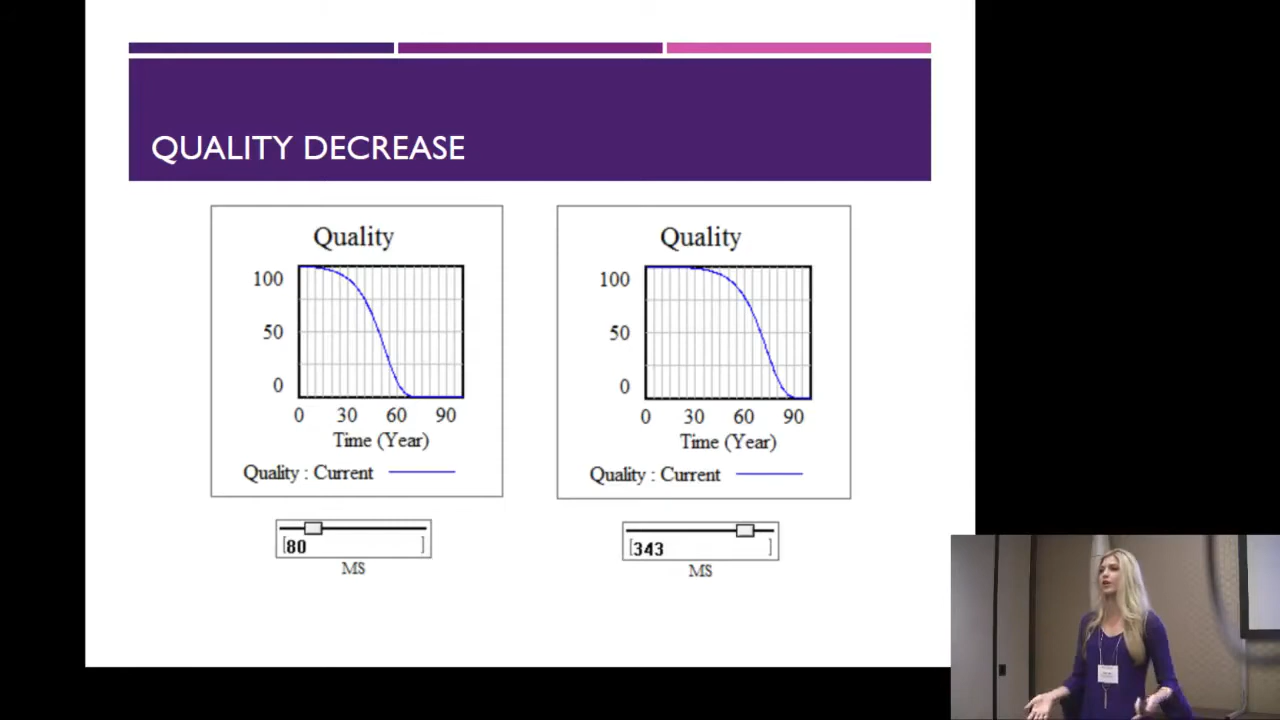 QUALITY DECREASE
Quality
100
50
0
0 30 60 90
Time (Year)
Quality : Current
[80 ]
MS
Quality
100
50
0
0 30 60 90
Time (Year)
Quality : Current
[343 ]
MS